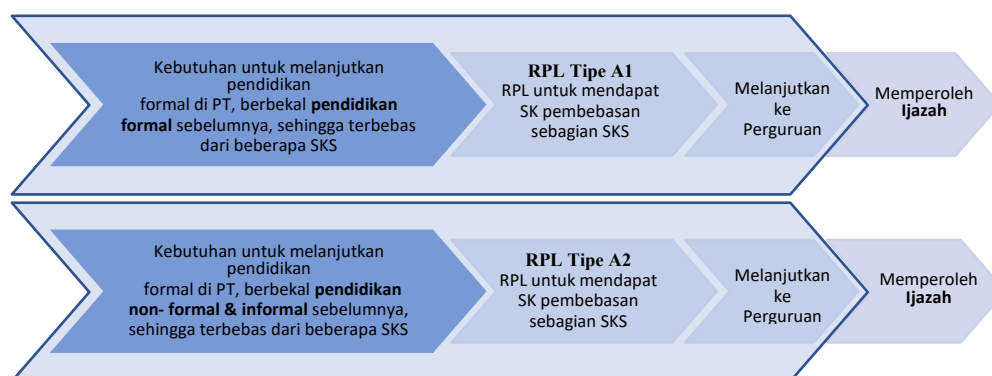 Kebutuhan untuk melanjutkan
pendidikan
formal di PT, berbekal pendidikan
formal sebelumnya, sehingga terbebas
dari beberapa SKS
RPL Tipe A1
RPL untuk mendapat
SK pembebasan
sebagian SKS
Melanjutkan
ke
Perguruan
Memperoleh
Ijazah
Kebutuhan untuk melanjutkan
pendidikan
formal di PT, berbekal pendidikan
non- formal & informal sebelumnya,
sehingga terbebas dari beberapa SKS
RPL Tipe A2
RPL untuk mendapat
SK pembebasan
sebagian SKS
Melanjutkan
ke
Perguruan
Memperoleh
Ijazah